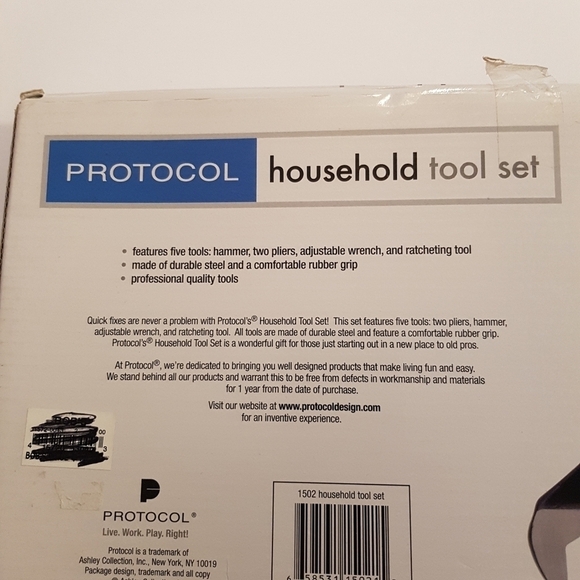 PROTOCOL household tool set
• features five tools: hammer, two pliers, adjustable wrench, and ratcheting tool
• made of durable steel and a comfortable rubber grip
• professional quality tools
Quick fixes are never a problem with Protocol's® Household Tool Set! This set features five tools: two pliers, hammer,
adjustable wrench, and ratcheting tool. All tools are made of durable steel and feature a comfortable rubber grip.
Protocol's® Household Tool Set is a wonderful gift for those just starting out in a new place to old pros.
At Protocol®, we're dedicated to bringing you well designed products that make living fun and easy.
We stand behind all our products and warrant this to be free from defects in workmanship and materials
for 1 year from the date of purchase.
Visit our website at www.protocoldesign.com
for an inventive experience.
PROTOCOL®
Live. Work. Play. Right!
Protocol is a trademark of
Ashley Collection, Inc., New York, NY 10019
Package design, trademark and all copy
1502 household tool set